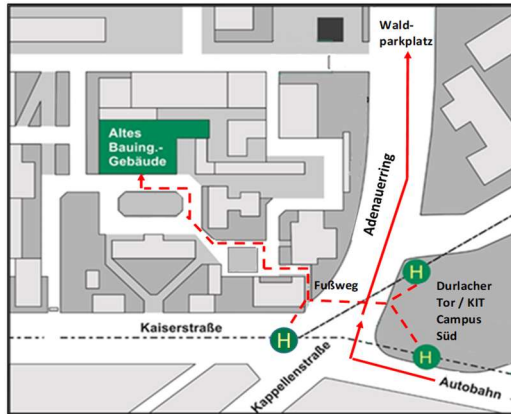 Wald-
parkplatz
Altes
Bauing.-
Gebäude
Adenauerring
H
Fußweg
Durlacher
Tor / KIT
Campus
Süd
Kaiserstraße
H
H
Kappellenstraße
Autobahn